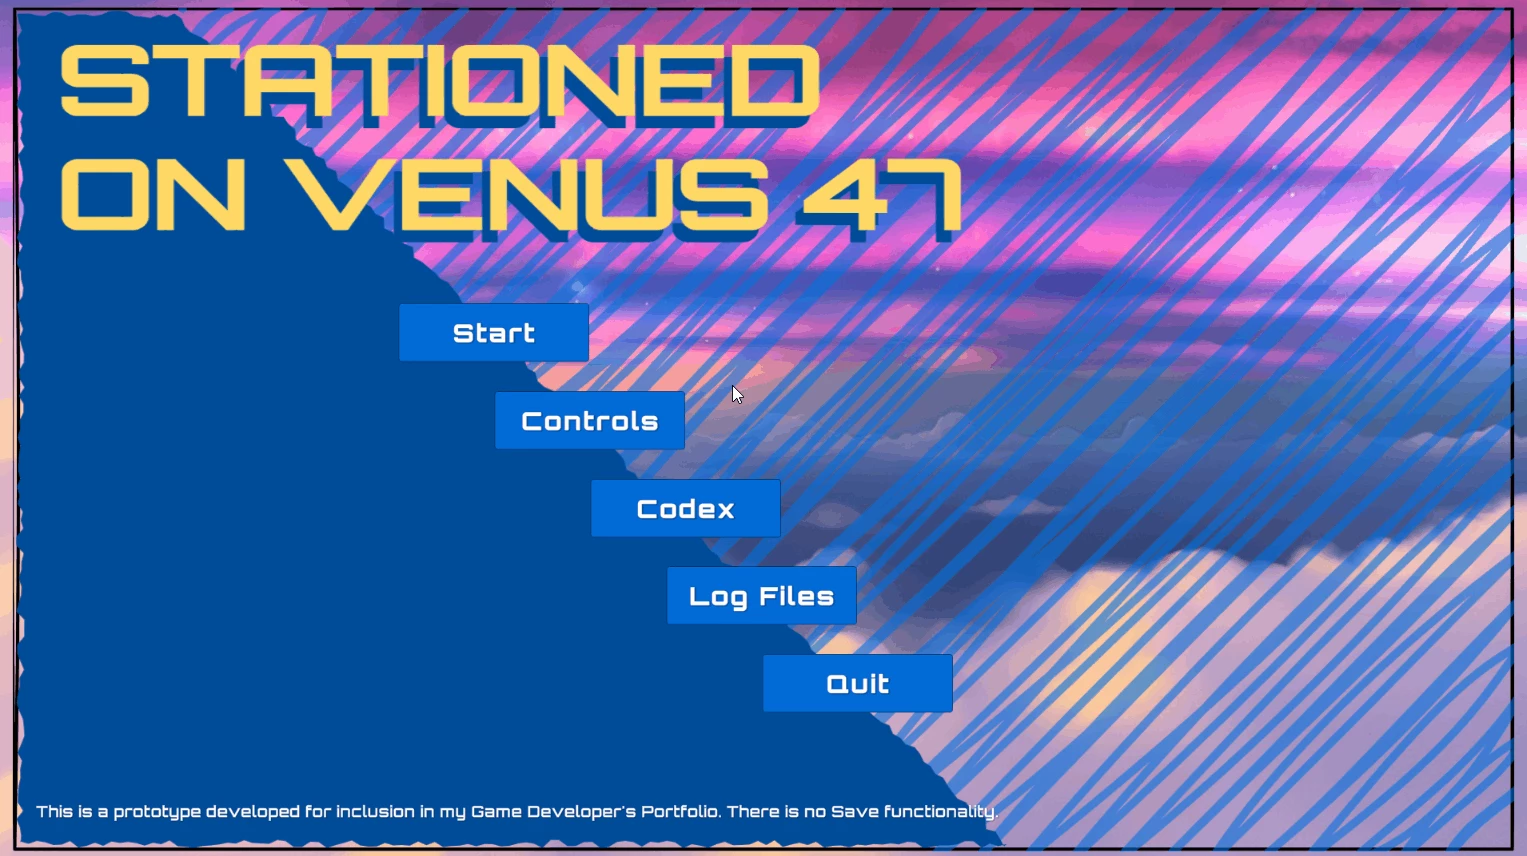 STATIONED
ON VENUS 47
Start
Controls
Codex
Log Files
Quit
This is a prototype developed for inclusion in my Game Developer's Portfolio. There is no Save functionality.